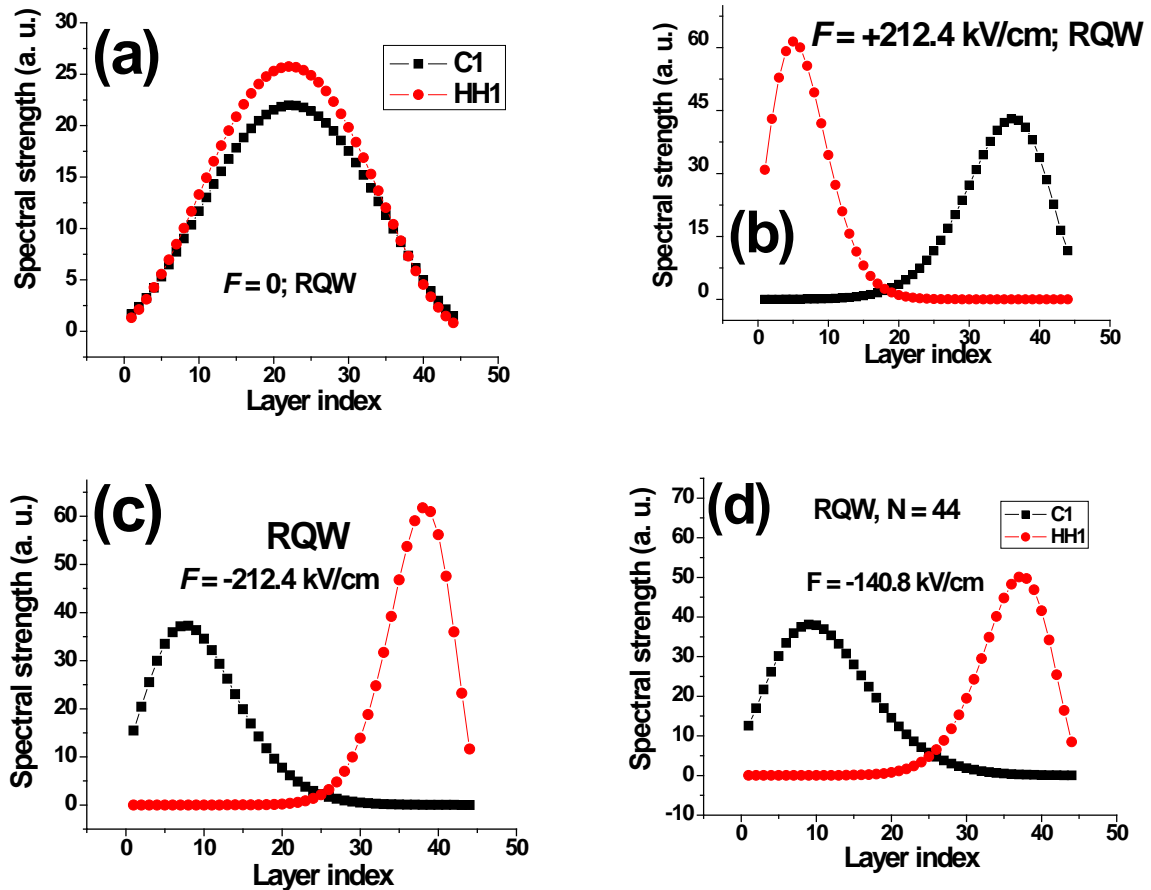 (a)
C1
HH1
F = 0; RQW
Spectral strength (a. u.)
30
25
20
15
10
5
0
0 10 20 30 40 50
Layer index
(b)
F = +212.4 kV/cm; RQW
Spectral strength (a. u.)
60
45
30
15
0
0 10 20 30 40 50
Layer index
(c)
RQW
F = -212.4 kV/cm
Spectral strength (a. u.)
60
50
40
30
20
10
0
0 10 20 30 40 50
Layer index
(d)
RQW, N = 44
C1
HH1
F = -140.8 kV/cm
Spectral strength (a. u.)
70
60
50
40
30
20
10
0
-10
0 10 20 30 40 50
Layer index